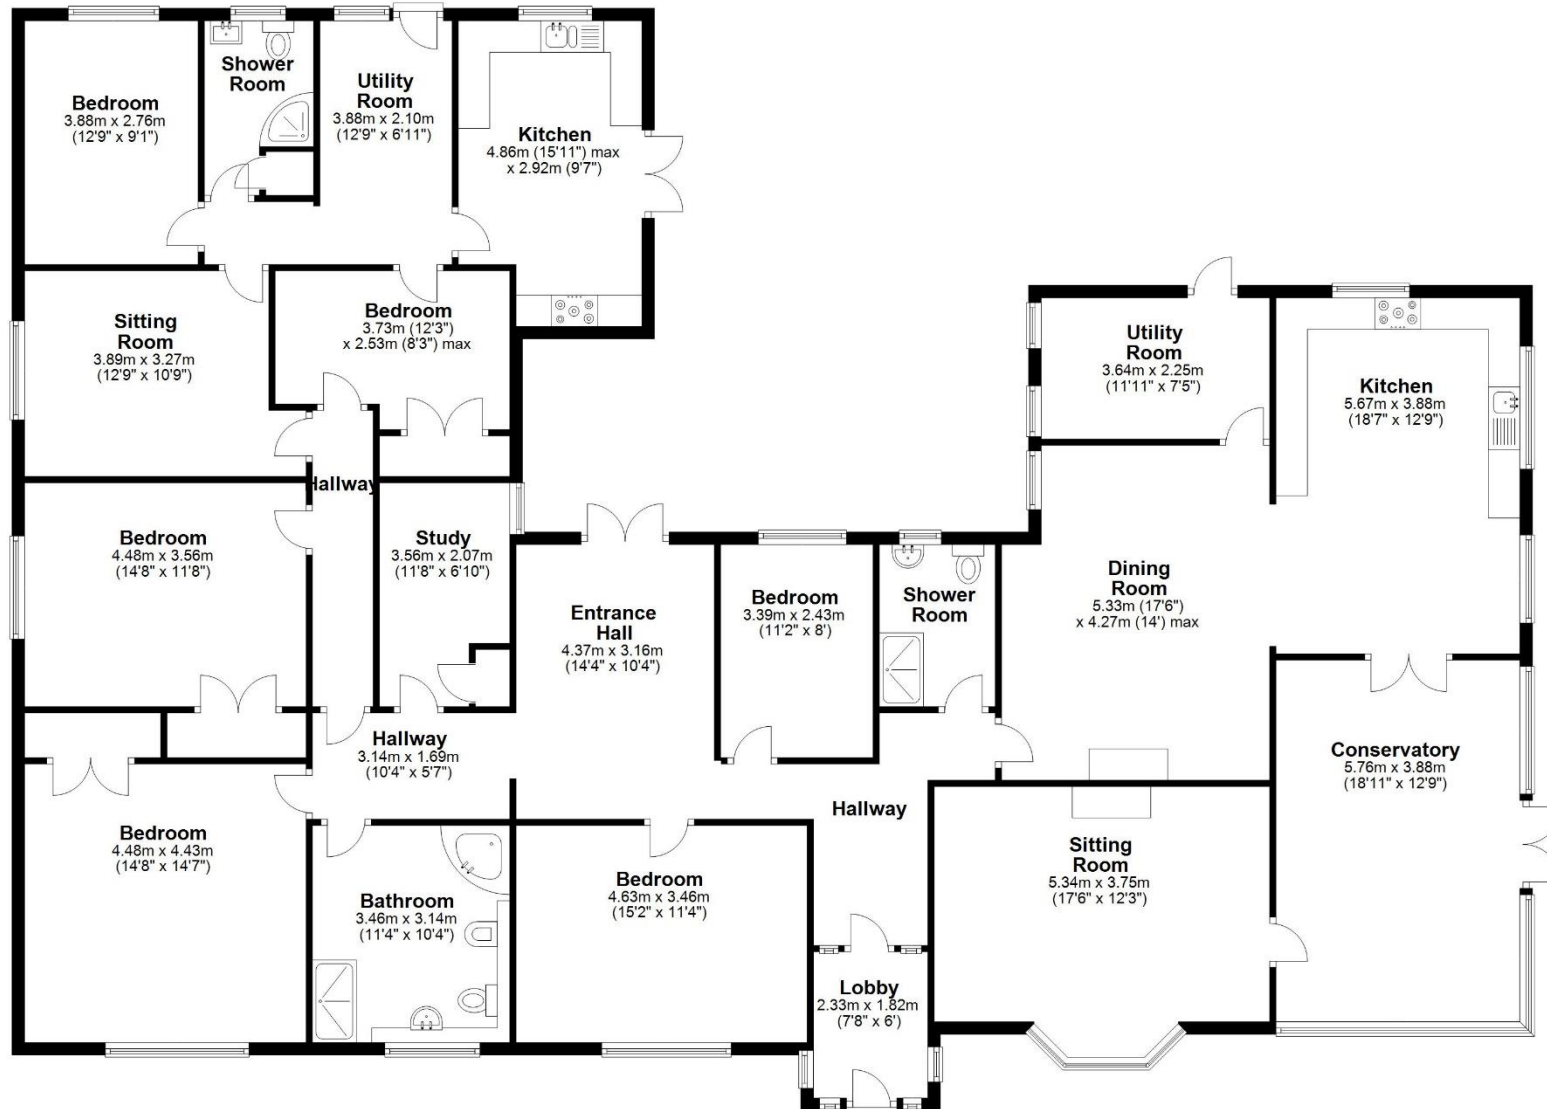 Bedroom
3.88m x 2.76m
(12'9" x 9'1")
Shower
Room
Utility
Room
3.88m x 2.10m
(12'9" x 6'11")
Kitchen
4.86m (15'11") max
x 2.92m (9'7")
Sitting
Room
3.89m x 3.27m
(12'9" x 10'9")
Bedroom
3.73m (12'3")
x 2.53m (8'3") max
Utility
Room
3.64m x 2.25m
(11'11" x 7'5")
Kitchen
5.67m x 3.88m
(18'7" x 12'9")
Hallway
Bedroom
4.48m x 3.56m
(14'8" x 11'8")
Study
3.56m x 2.07m
(11'8" x 6'10")
Entrance
Hall
4.37m x 3.16m
(14'4" x 10'4")
Bedroom
3.39m x 2.43m
(11'2" x 8')
Shower
Room
Dining
Room
5.33m (17'6")
x 4.27m (14') max
Hallway
3.14m x 1.69m
(10'4" x 5'7")
Conservatory
5.76m x 3.88m
(18'11" x 12'9")
Hallway
Bedroom
4.48m x 4.43m
(14'8" x 14'7")
Bathroom
3.46m x 3.14m
(11'4" x 10'4")
Bedroom
4.63m x 3.46m
(15'2" x 11'4")
Sitting
Room
5.34m x 3.75m
(17'6" x 12'3")
Lobby
2.33m x 1.82m
(7'8" x 6')